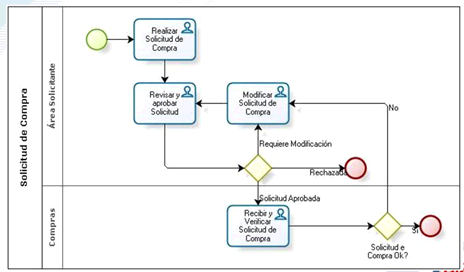 Solicitud de Compra
Área Solicitante
Compras
Realizar
Solicitud de
Compra
Revisar y
aprobar
Solicitud
Modificar
Solicitud de
Compra
No
Requiere Modificación
Rechazada
Solicitud Aprobada
Recibir y
Verificar
Solicitud de
Compra
Si
Solicitud e
Compra Ok?